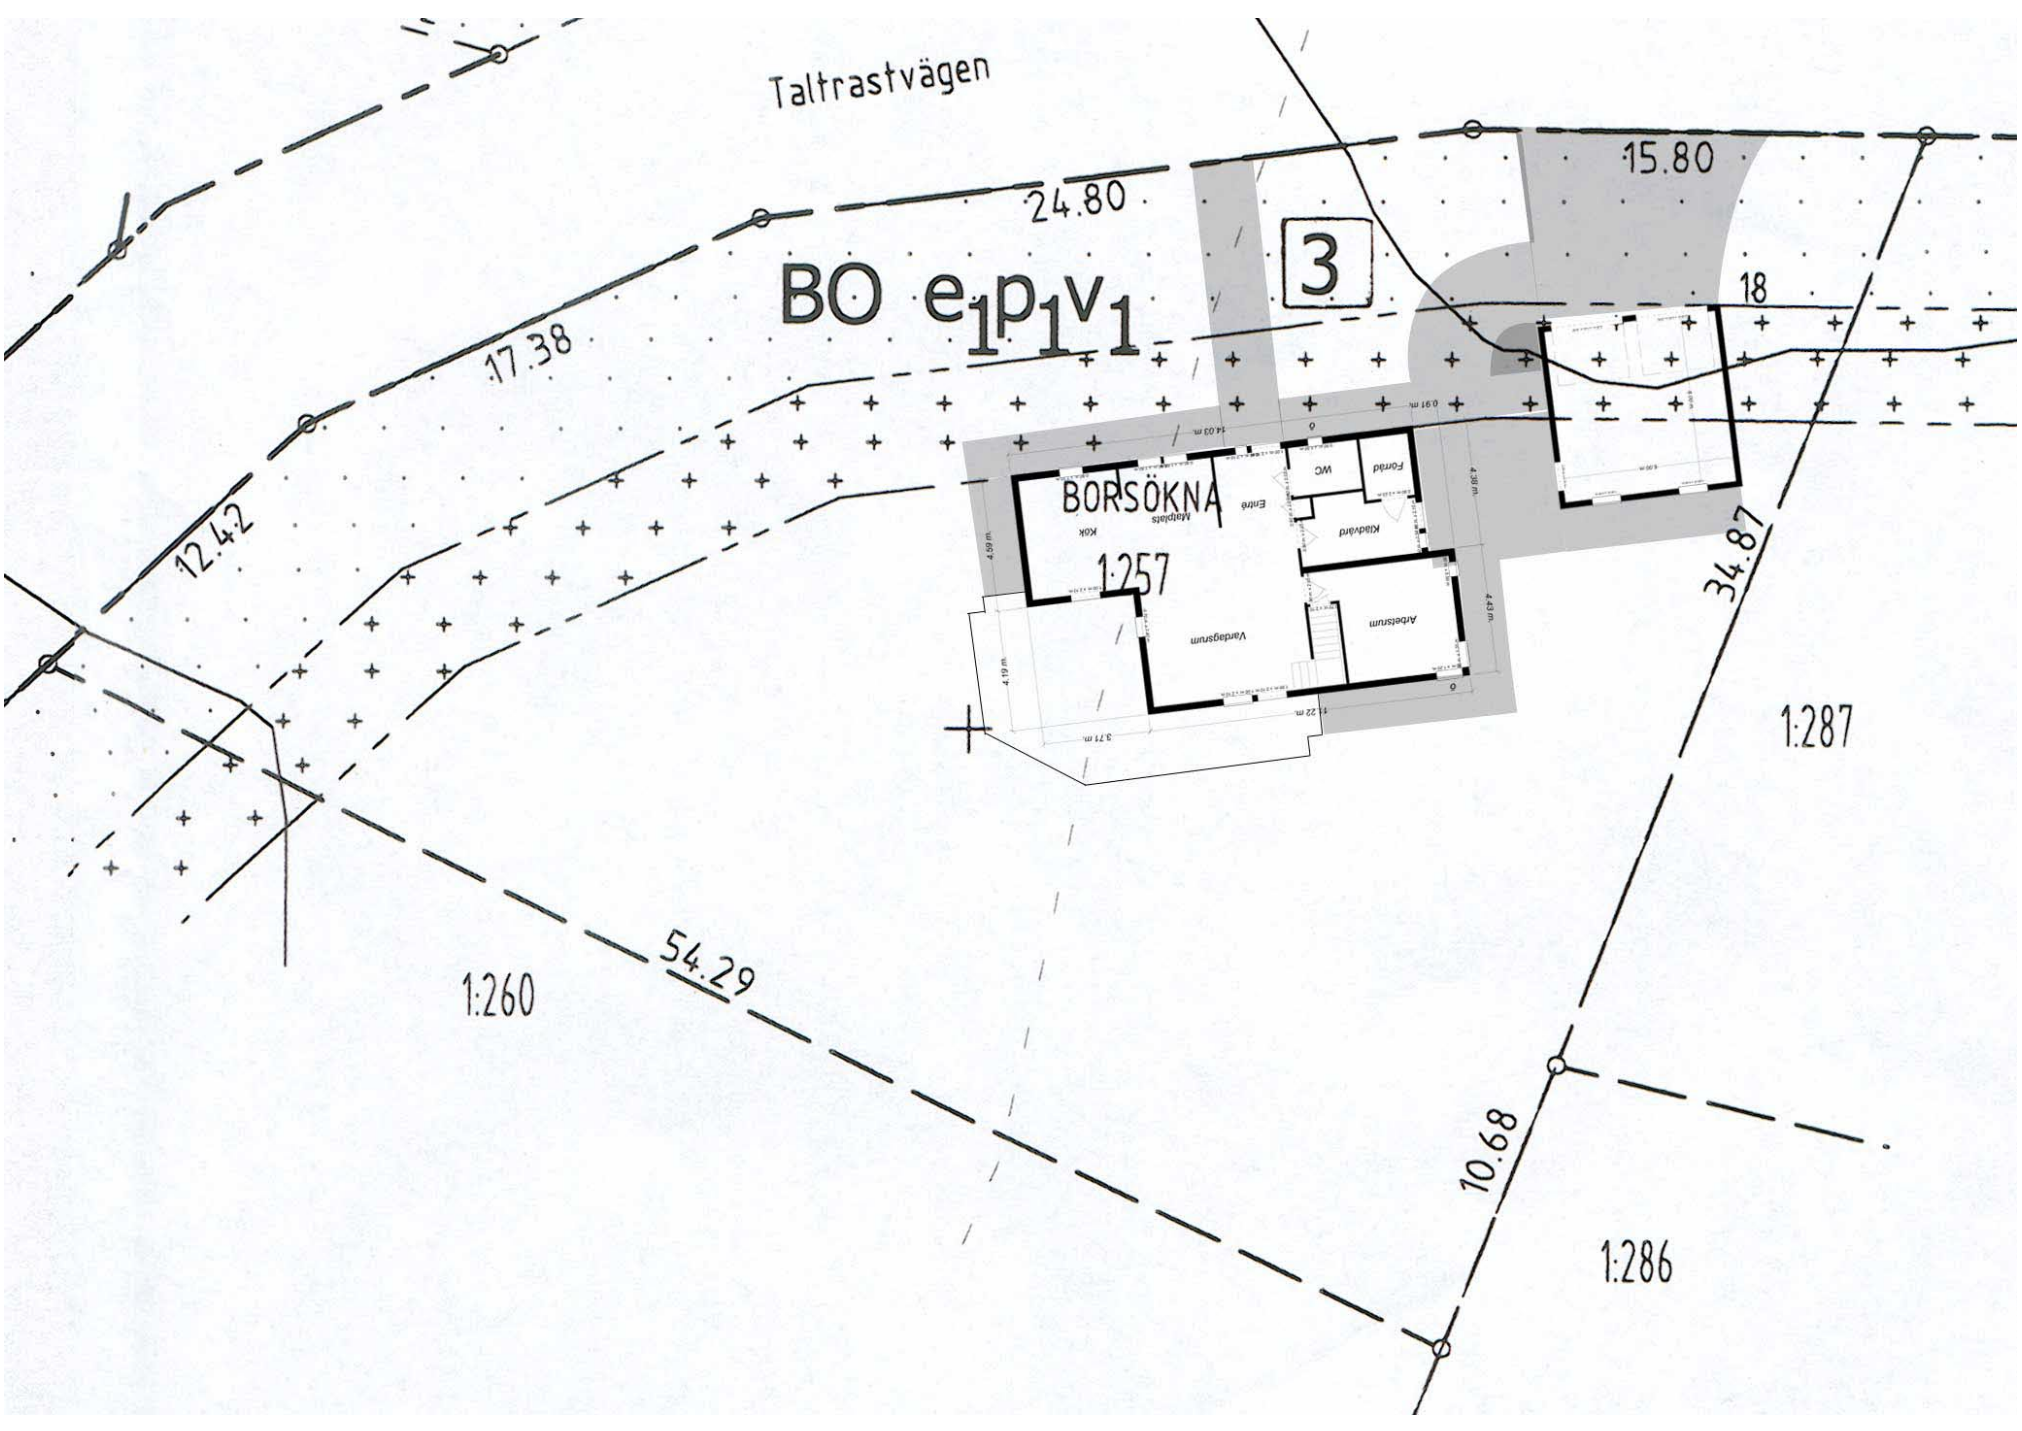 Taltrastvägen
15.80
24.80
3
BO e1p1v1
18
17.38
0.91 m.
14.03 m.
WC
Förråd
4.38 m.
BORSÖKNA
Entré
Matplats
Kök
Klädvård
12.42
4.59 m.
1:257
34.87
4.43 m.
Arbetsrum
Vardagsrum
4.19 m.
11.22 m.
3.71 m.
1:287
54.29
1:260
10.68
1:286